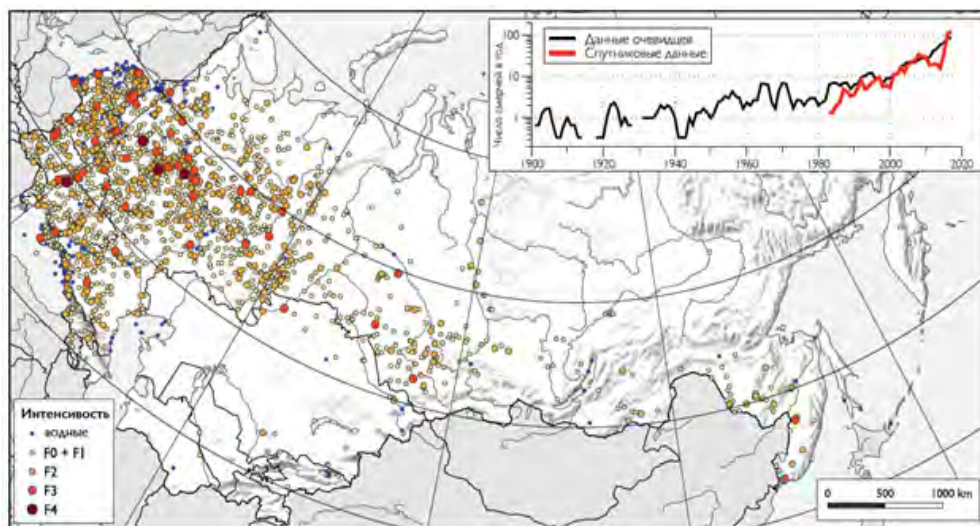 Данные очевидцев
Спутниковые данные
Число смерчей в год
100
10
1
1900
1920
1940
1960
1980
2000
2020
Интенсивость
водные
F0 + F1
F2
F3
F4
0 500 1000 km